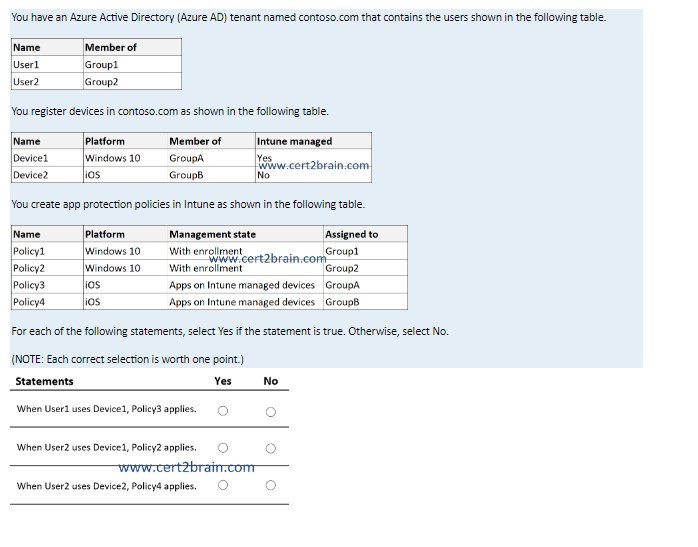 You have an Azure Active Directory (Azure AD) tenant named contoso.com that contains the users shown in the following table.
Name Member of
User1 Group1
User2 Group2
You register devices in contoso.com as shown in the following table.
Name Platform Member of Intune managed
Device1 Windows 10 GroupA Yes
www.cert2brain.com
Device2 iOS GroupB No
You create app protection policies in Intune as shown in the following table.
Name Platform Management state Assigned to
Policy1 Windows 10 With enrollment Group1
www.cert2brain.com
Policy2 Windows 10 With enrollment Group2
Policy3 iOS Apps on Intune managed devices GroupA
Policy4 iOS Apps on Intune managed devices GroupB
For each of the following statements, select Yes if the statement is true. Otherwise, select No.
(NOTE: Each correct selection is worth one point.)
Statements Yes No
When User1 uses Device1, Policy3 applies.
When User2 uses Device1, Policy2 applies.
www.cert2brain.com
When User2 uses Device2, Policy4 applies.